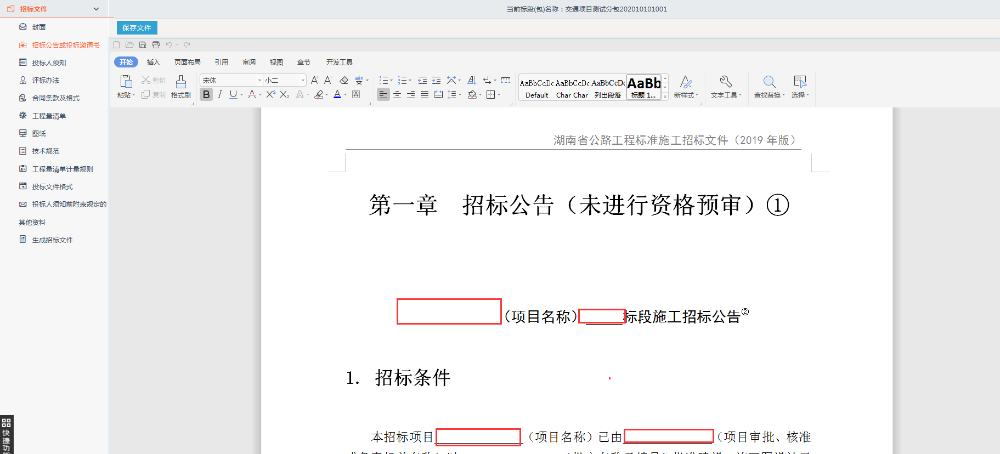 招标文件
当前标段(包)名称：交通项目测试分包202010101001
封面
招标公告或投标邀请书
投标人须知
评标办法
合同条款及格式
工程量清单
图纸
技术规范
工程量清单计量规则
投标文件格式
投标人须知前附表规定的
其他资料
生成招标文件
快捷功能
保存文件
开始 插入 页面布局 引用 审阅 视图 章节 开发工具
粘贴 剪切 复制 格式刷
宋体 小二
AaBbCcDc AaBbCcDc AaBbCcDc AaBb
Default Char Char 列出段落 标题 1...
新样式 文字工具 查找替换 选择
湖南省公路工程标准施工招标文件（2019 年版）
第一章 招标公告（未进行资格预审）①
（项目名称） 标段施工招标公告②
1. 招标条件
本招标项目 （项目名称）已由 （项目审批、核准